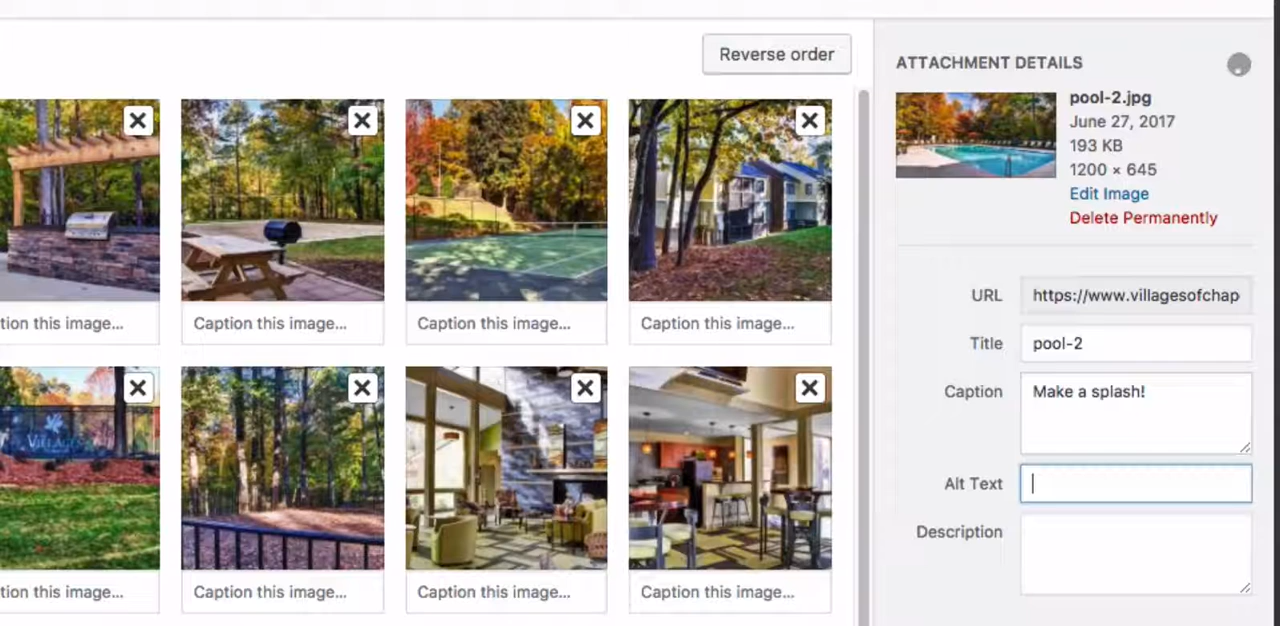 Reverse order
tion this image...
Caption this image...
Caption this image...
Caption this image...
VILLAGES
tion this image...
Caption this image...
Caption this image...
Caption this image...
ATTACHMENT DETAILS
pool-2.jpg
June 27, 2017
193 KB
1200 × 645
Edit Image
Delete Permanently
URL https://www.villagesofchap
Title pool-2
Caption Make a splash!
Alt Text
Description